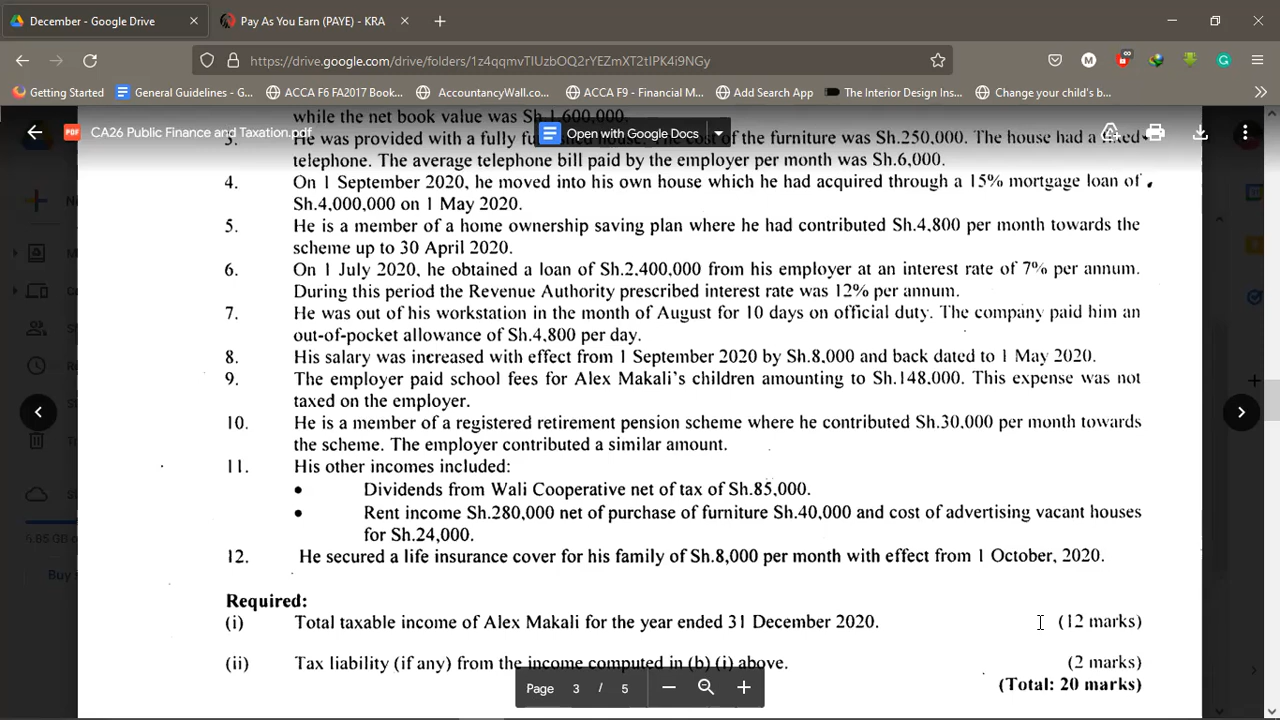 December - Google Drive
Pay As You Earn (PAYE) - KRA
https://drive.google.com/drive/folders/1z4qqmvTIUzbOQ2rYEZmXT2tIPK4i9NGy
Getting Started
General Guidelines - G...
ACCA F6 FA2017 Book...
AccountancyWall.co...
ACCA F9 - Financial M...
Add Search App
The Interior Design Ins...
Change your child's b...
while the net book value was Sh.1,600,000.
PDF CA26 Public Finance and Taxation.pdf
Open with Google Docs
3. He was provided with a fully house. The cost of the furniture was Sh.250,000. The house had a
telephone. The average telephone bill paid by the employer per month was Sh.6,000.
4. On 1 September 2020, he moved into his own house which he had acquired through a 15% mortgage loan of
Sh.4,000,000 on 1 May 2020.
5. He is a member of a home ownership saving plan where he had contributed Sh.4,800 per month towards the
scheme up to 30 April 2020.
6. On 1 July 2020, he obtained a loan of Sh.2,400,000 from his employer at an interest rate of 7% per annum.
During this period the Revenue Authority prescribed interest rate was 12% per annum.
7. He was out of his workstation in the month of August for 10 days on official duty. The company paid him an
out-of-pocket allowance of Sh.4,800 per day.
8. His salary was increased with effect from 1 September 2020 by Sh.8,000 and back dated to 1 May 2020.
9. The employer paid school fees for Alex Makali's children amounting to Sh.148,000. This expense was not
taxed on the employer.
10. He is a member of a registered retirement pension scheme where he contributed Sh.30,000 per month towards
the scheme. The employer contributed a similar amount.
11. His other incomes included:
• Dividends from Wali Cooperative net of tax of Sh.85,000.
• Rent income Sh.280,000 net of purchase of furniture Sh.40,000 and cost of advertising vacant houses
for Sh.24,000.
12. He secured a life insurance cover for his family of Sh.8,000 per month with effect from 1 October, 2020.
Required:
(i) Total taxable income of Alex Makali for the year ended 31 December 2020. (12 marks)
(ii) Tax liability (if any) from the income computed in (b) (i) above. (2 marks)
(Total: 20 marks)
Page 3 / 5